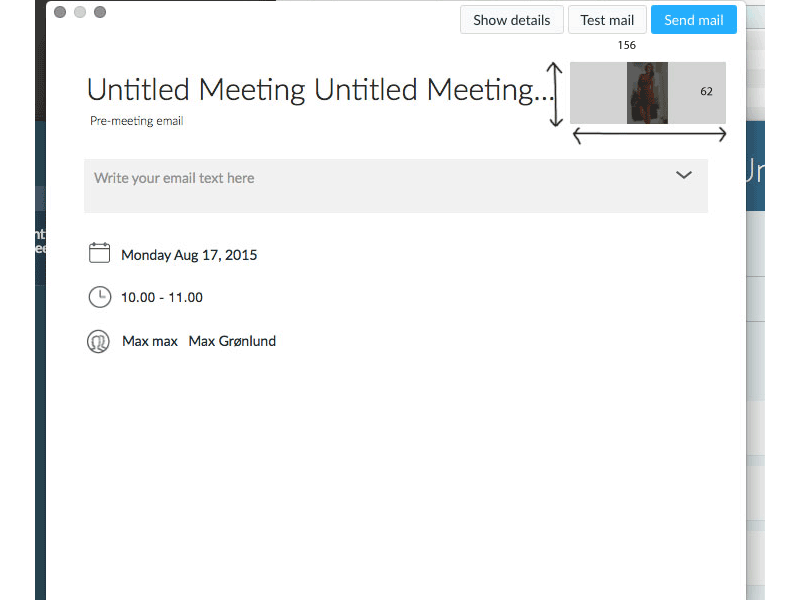 Show details Test mail Send mail
156
Untitled Meeting Untitled Meeting...
62
Pre-meeting email
Write your email text here
Monday Aug 17, 2015
10.00 - 11.00
Max max Max Grønlund